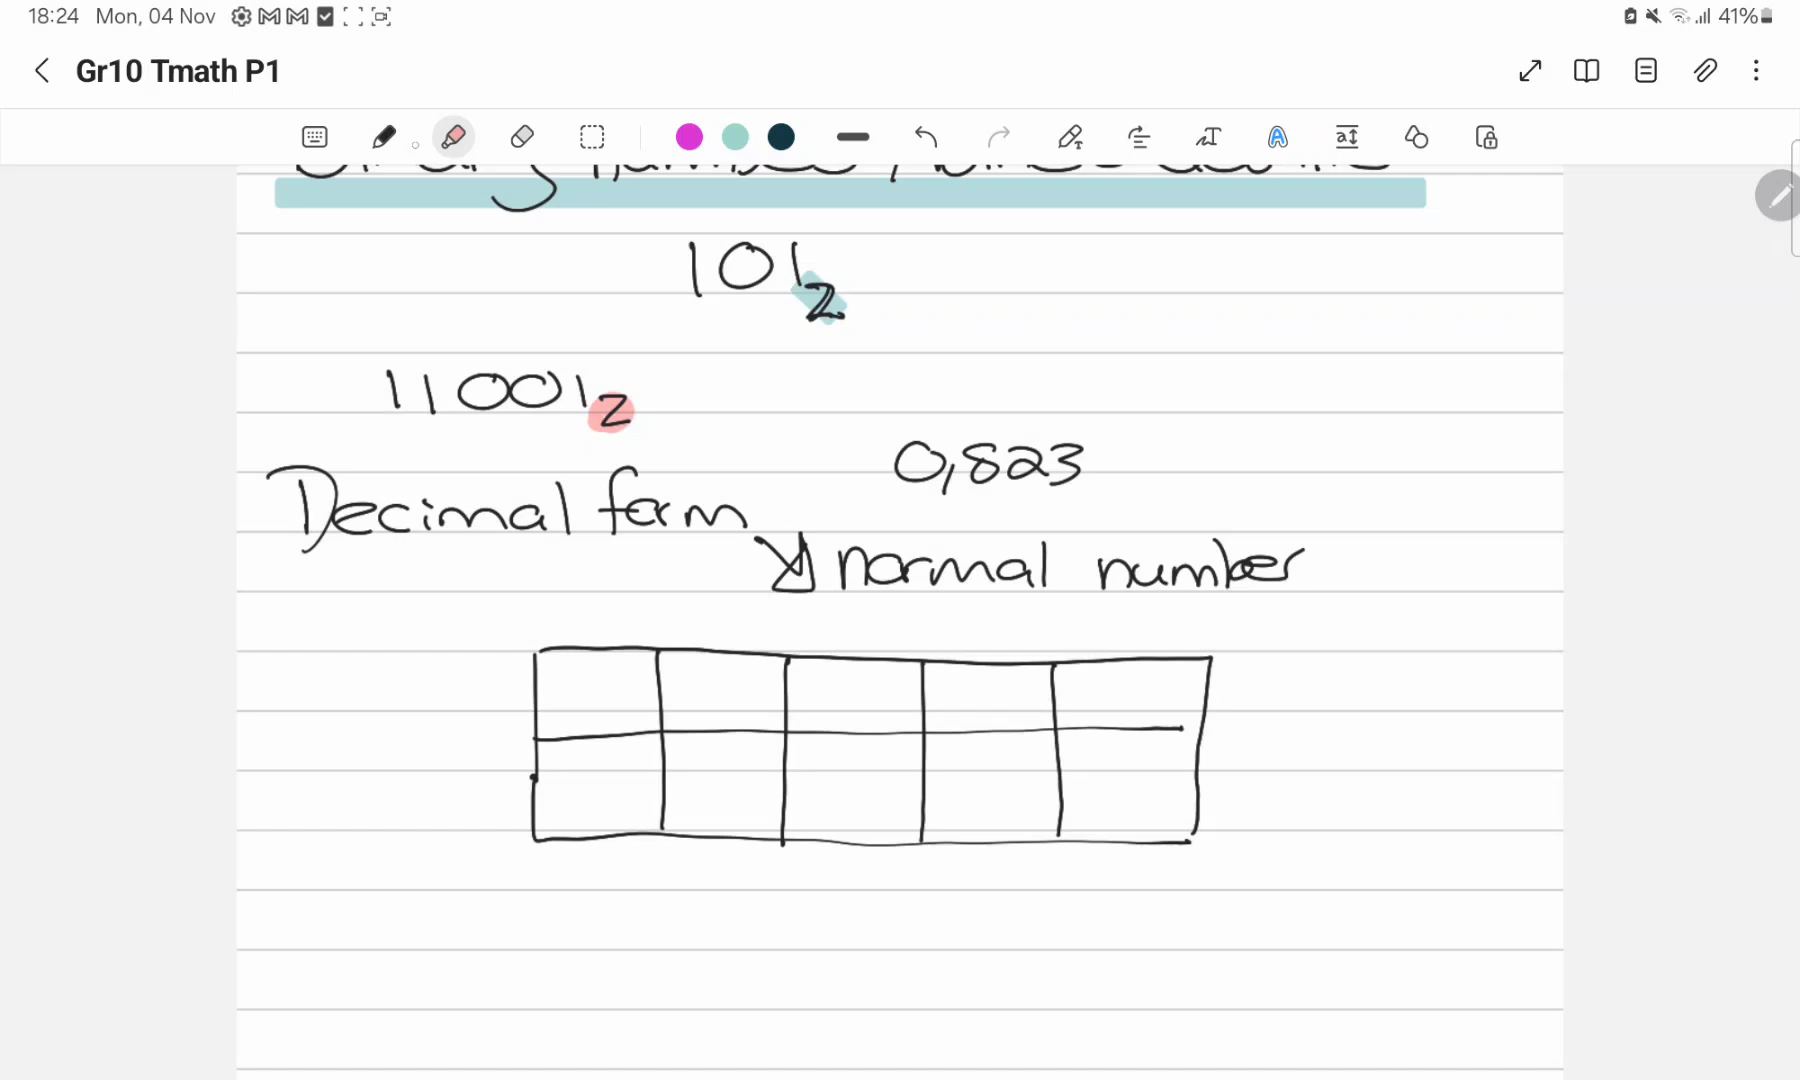 18:24 Mon, 04 Nov 41%
Gr10 Tmath P1
101₂
11001₂
0,823
Decimal form
normal number